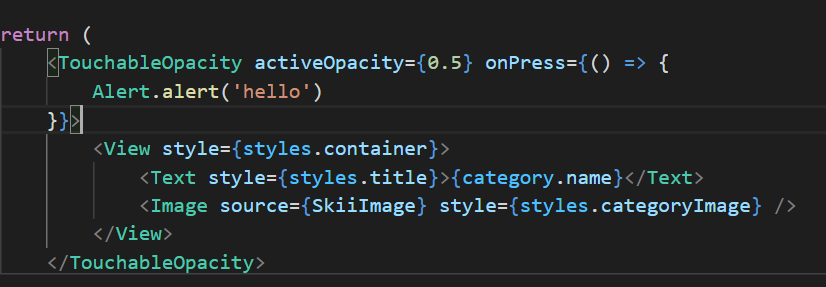 return (
<TouchableOpacity activeOpacity={0.5} onPress={() => {
Alert.alert('hello')
}}>
<View style={styles.container}>
<Text style={styles.title}>{category.name}</Text>
<Image source={SkiiImage} style={styles.categoryImage} />
</View>
</TouchableOpacity>